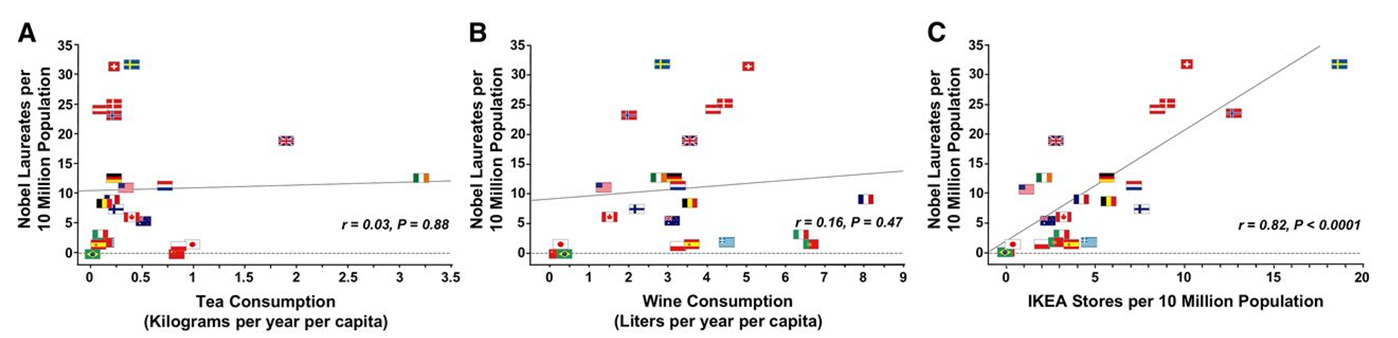 A
Nobel Laureates per
10 Million Population
35
30
25
20
15
10
5
0
r = 0.03, P = 0.88
0 0.5 1 1.5 2 2.5 3 3.5
Tea Consumption
(Kilograms per year per capita)
B
Nobel Laureates per
10 Million Population
35
30
25
20
15
10
5
0
r = 0.16, P = 0.47
0 1 2 3 4 5 6 7 8 9
Wine Consumption
(Liters per year per capita)
C
Nobel Laureates per
10 Million Population
35
30
25
20
15
10
5
0
r = 0.82, P < 0.0001
0 5 10 15 20
IKEA Stores per 10 Million Population